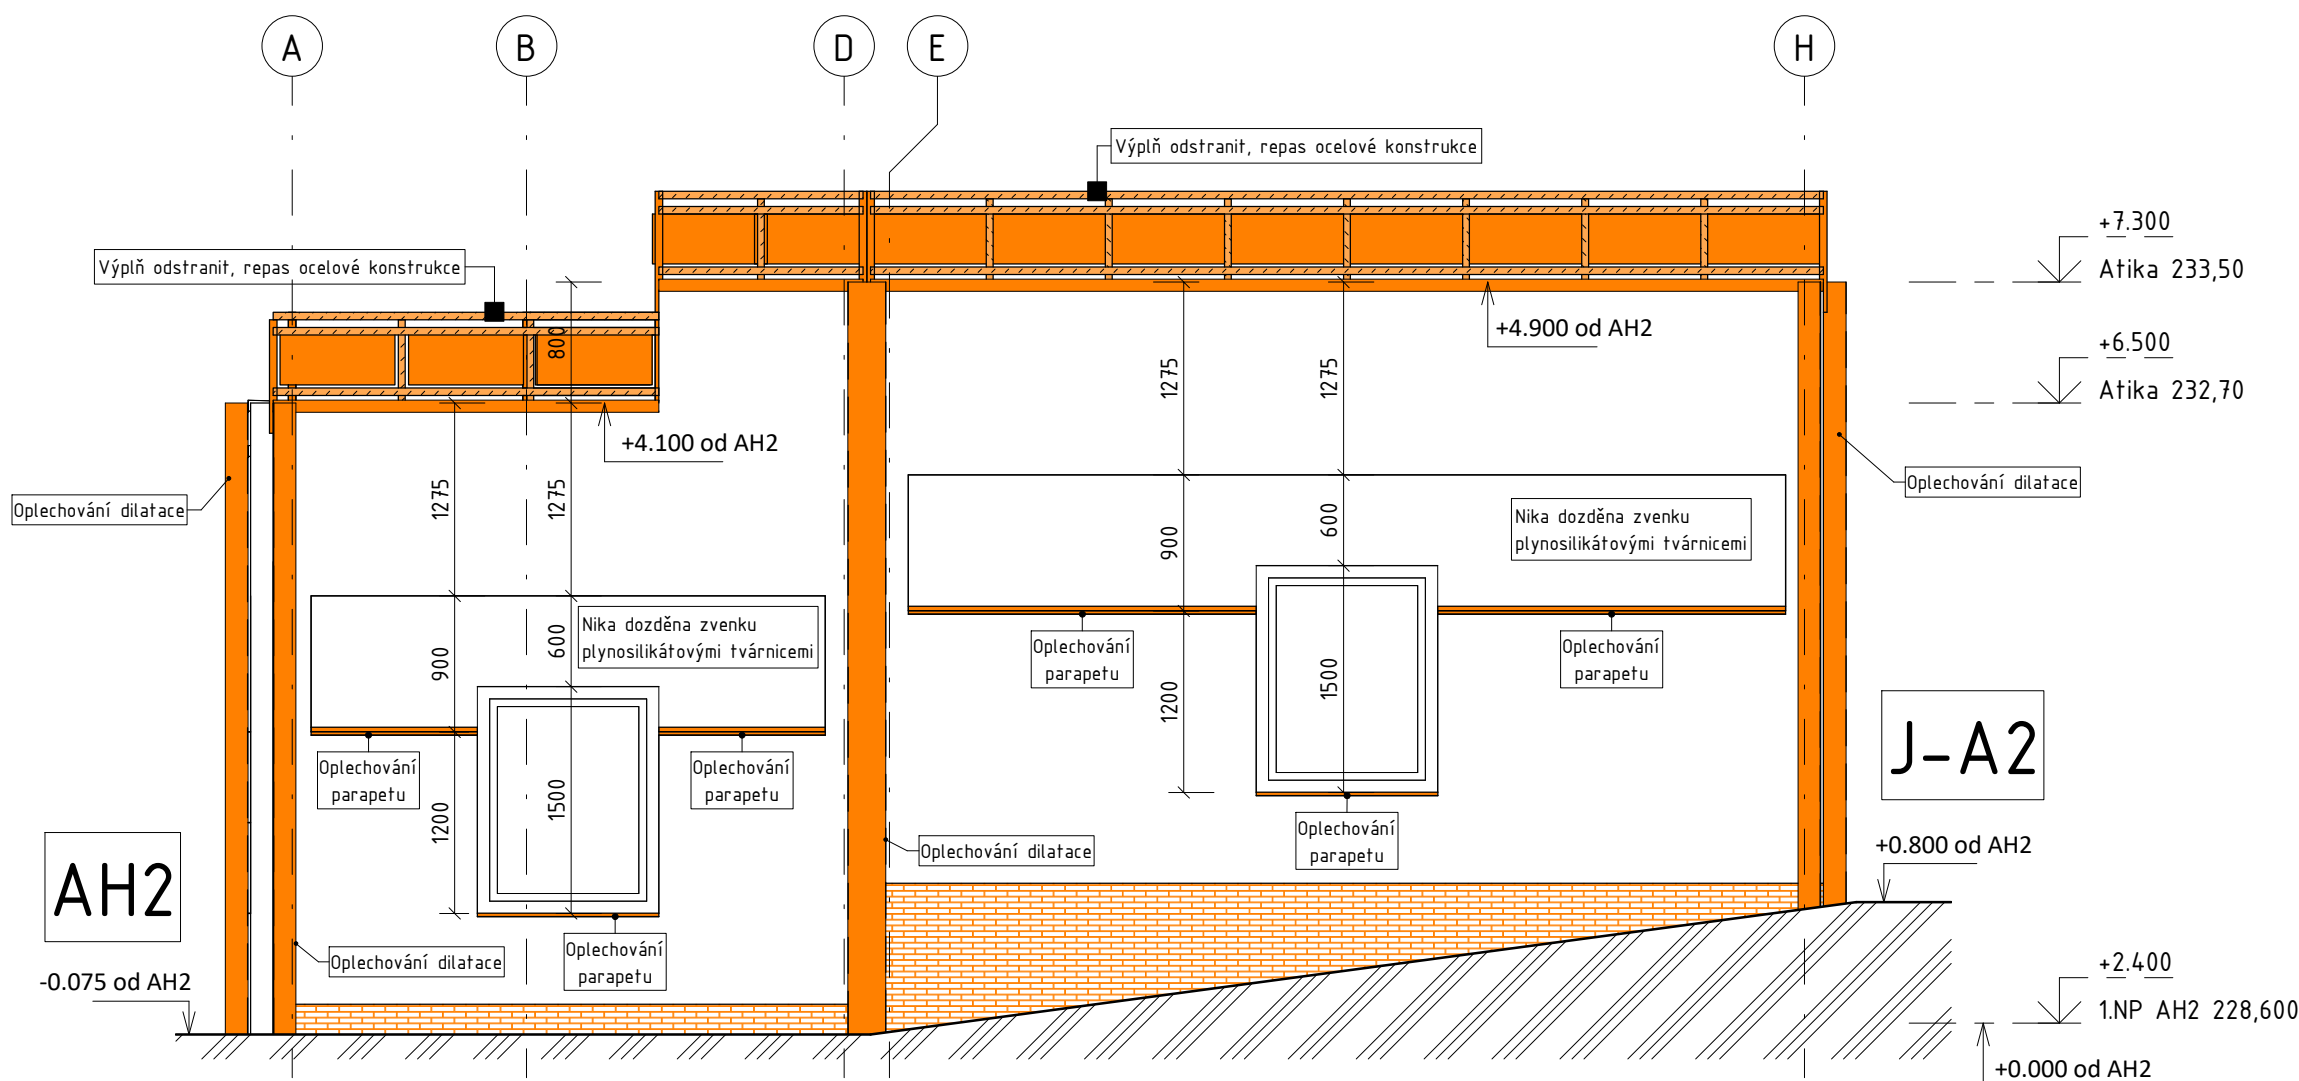 A
B
D
E
H
Výplň odstranit, repas ocelové konstrukce
+7.300
Atika 233,50
Výplň odstranit, repas ocelové konstrukce
+4.900 od AH2
800
+6.500
Atika 232,70
1275
1275
+4.100 od AH2
1275
1275
Oplechování dilatace
Oplechování dilatace
Nika dozděna zvenku
plynosilikátovými tvárnicemi
900
600
Nika dozděna zvenku
plynosilikátovými tvárnicemi
900
600
Oplechování
parapetu
Oplechování
parapetu
1200
1500
J-A2
Oplechování
parapetu
Oplechování
parapetu
1200
1500
Oplechování
parapetu
Oplechování dilatace
+0.800 od AH2
AH2
Oplechování
parapetu
Oplechování dilatace
-0.075 od AH2
+2.400
1.NP AH2 228,600
+0.000 od AH2